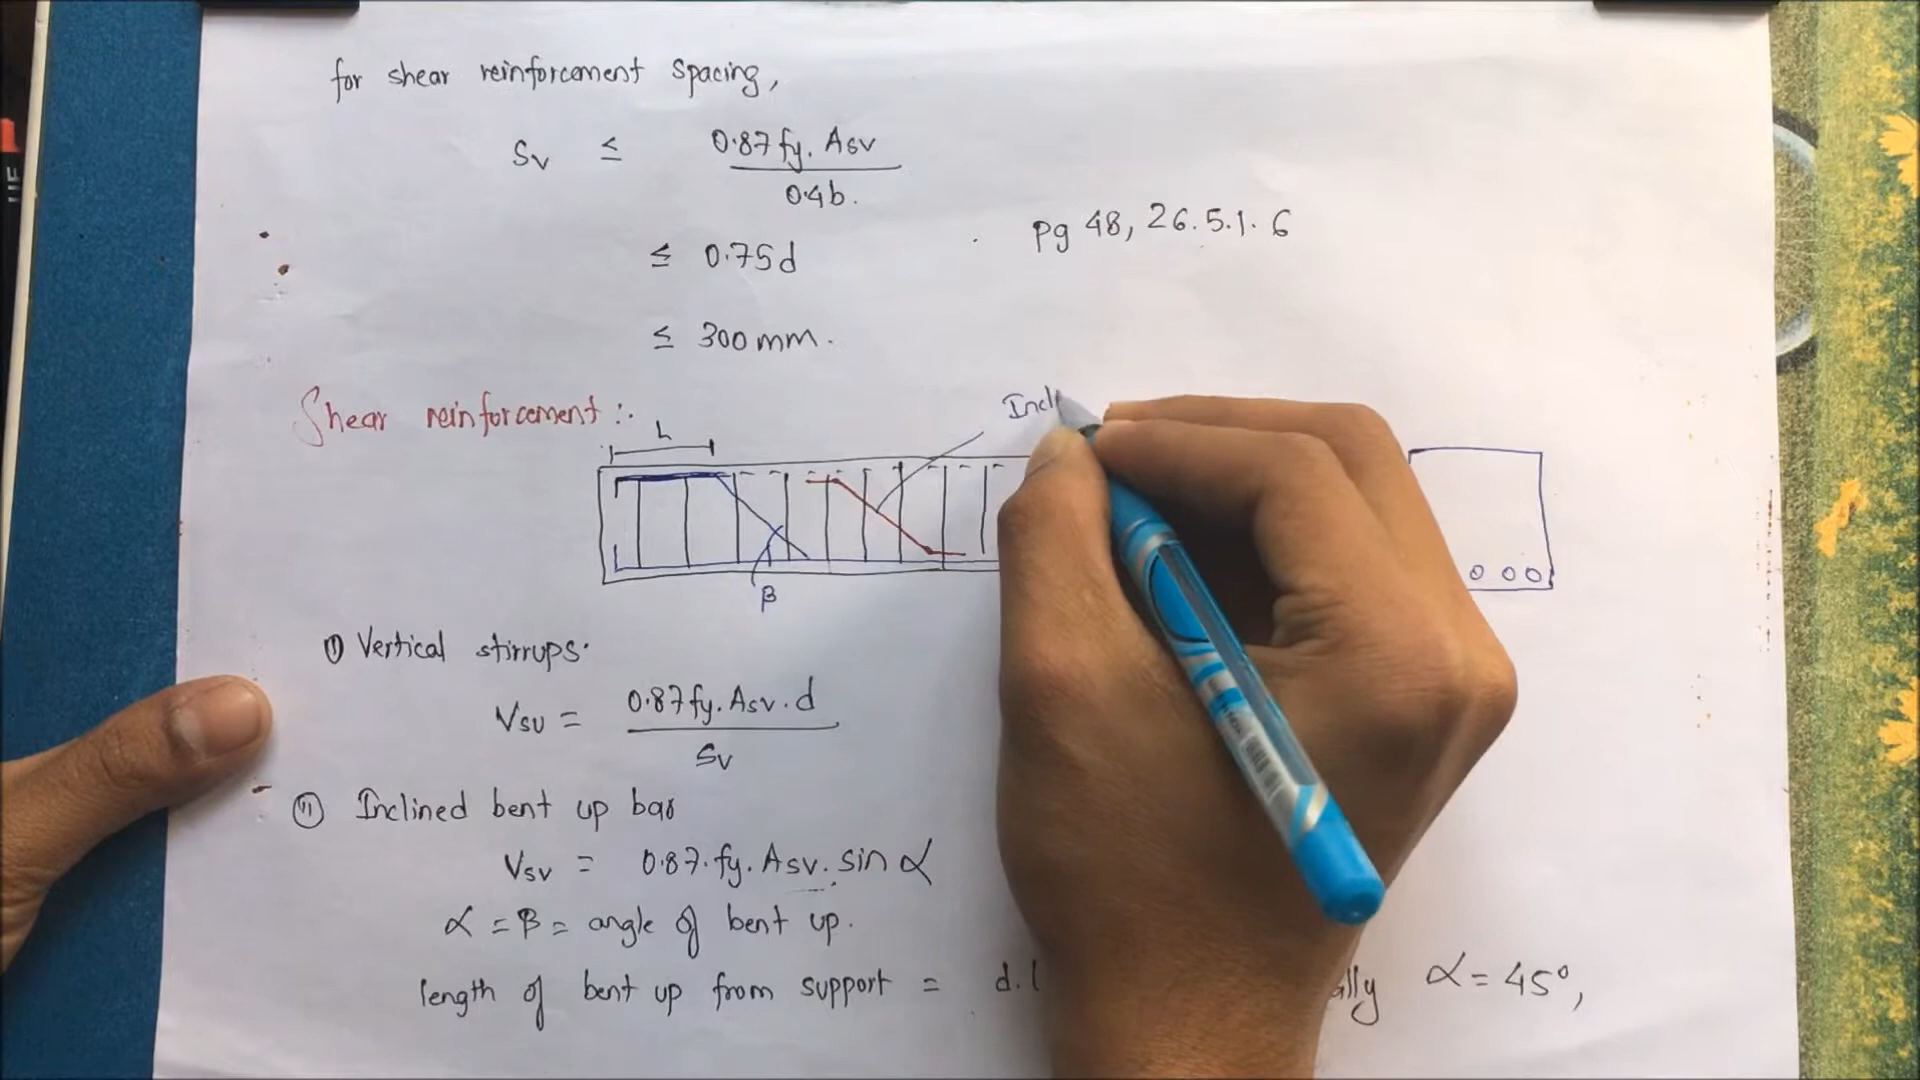 for shear reinforcement spacing,
Sv ≤ 0.87 fy. Asv / 0.4b.
pg 48, 26.5.1.6
≤ 0.75d
≤ 300 mm.
Shear reinforcement :.
L
Incl
β
① Vertical stirrups.
Vsu = 0.87 fy. Asv. d / Sv
(ii) Inclined bent up bar
Vsv = 0.87. fy. Asv. sin α
α = β = angle of bent up.
length of bent up from support = d. α = 45°,